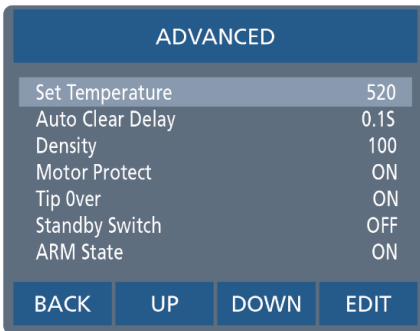 ADVANCED
Set Temperature 520
Auto Clear Delay 0.1S
Density 100
Motor Protect ON
Tip 0ver ON
Standby Switch OFF
ARM State ON
BACK UP DOWN EDIT